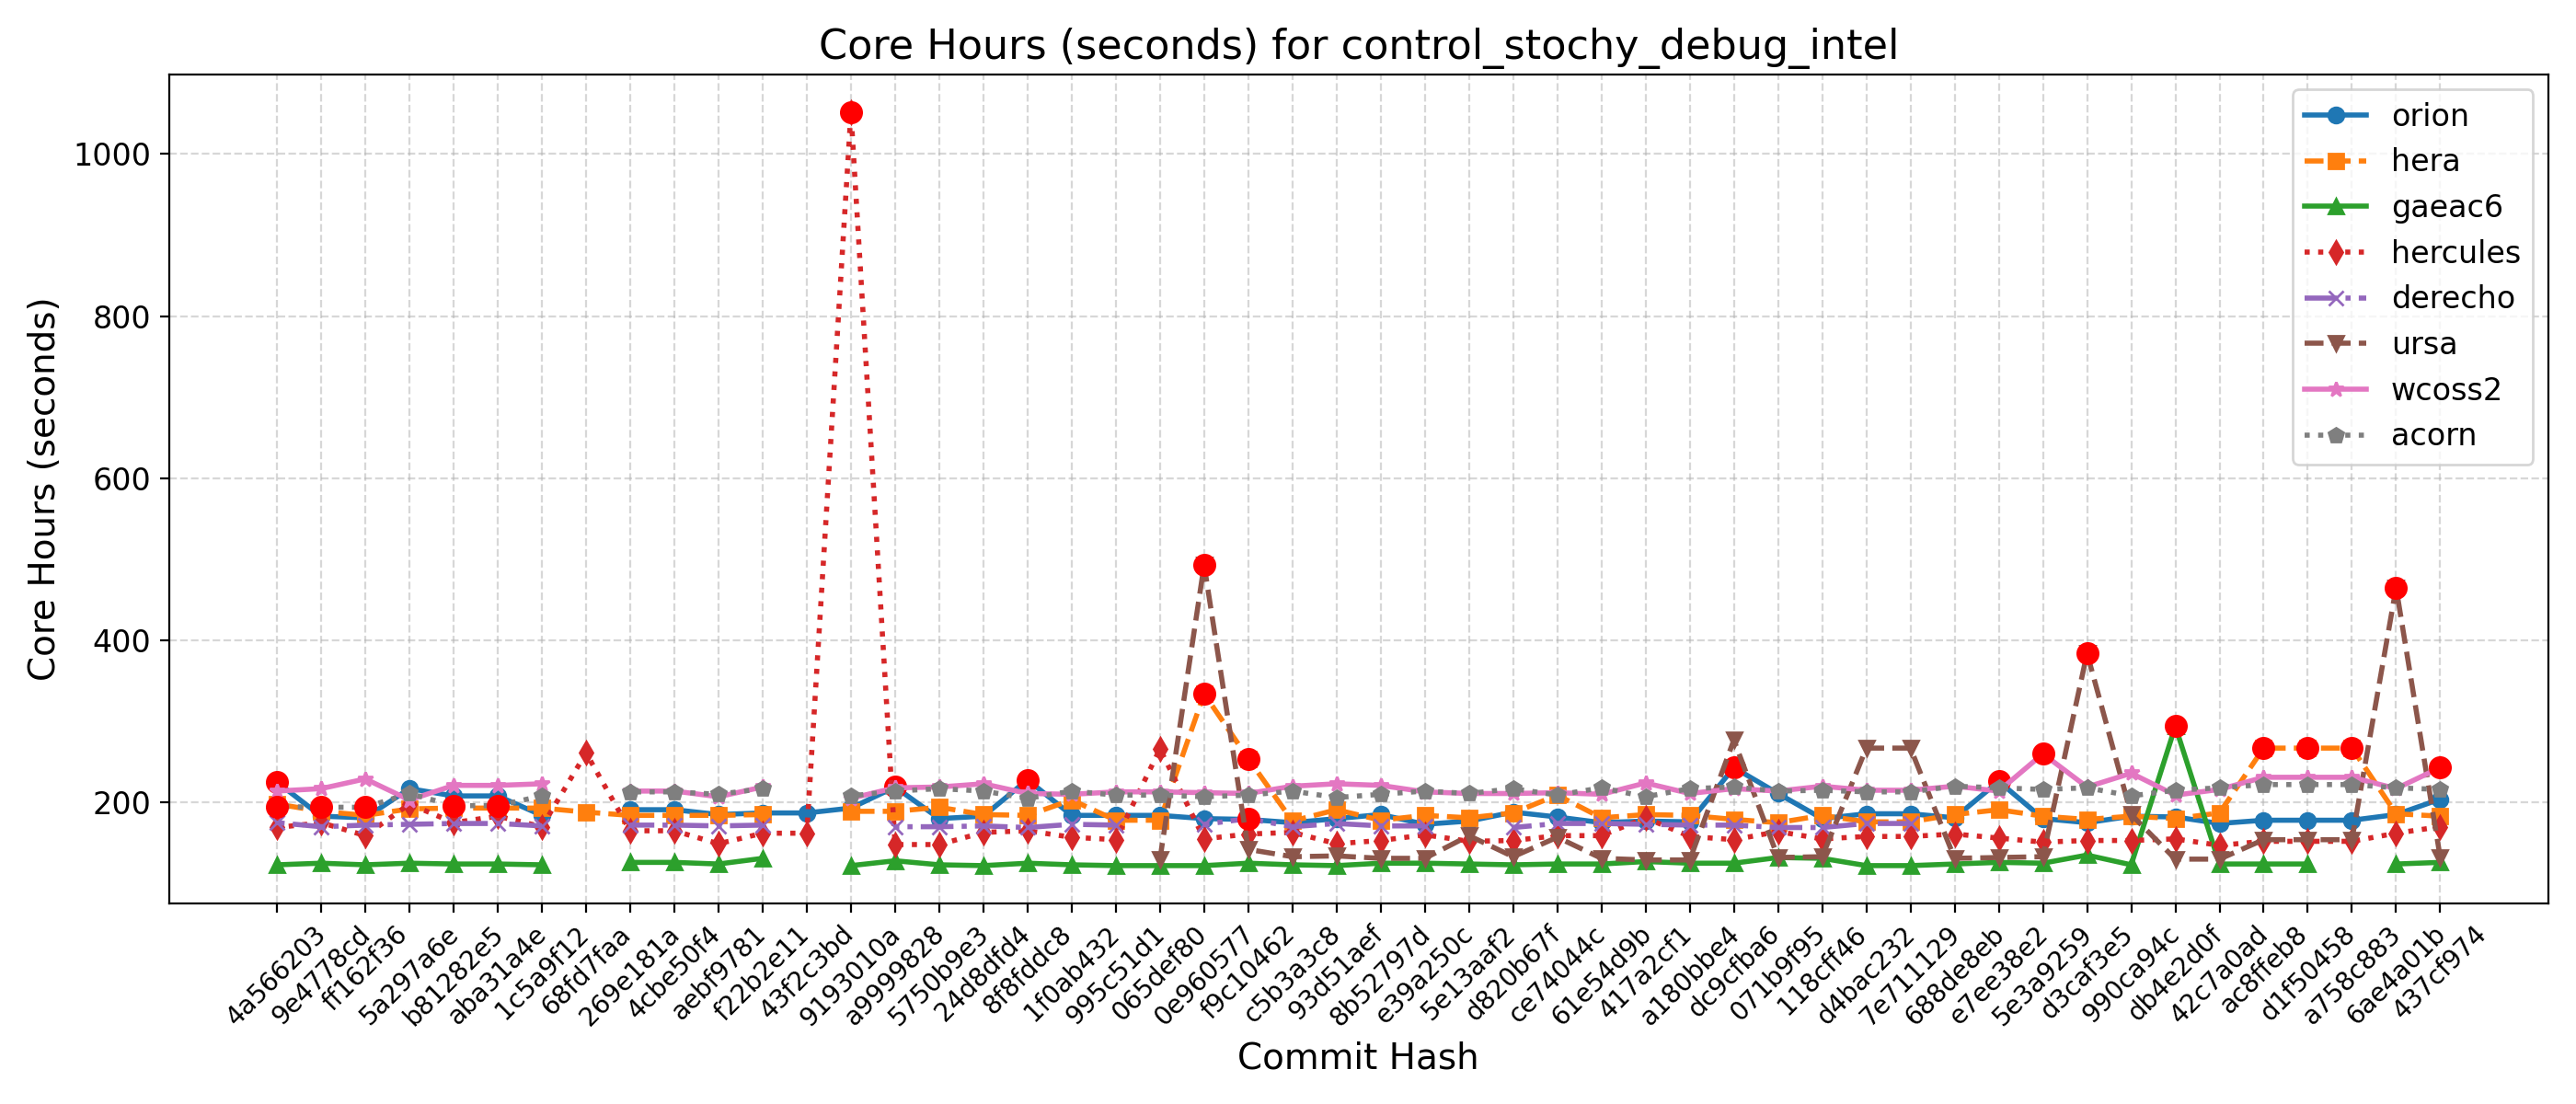 Core Hours (seconds) for control_stochy_debug_intel
Core Hours (seconds)
1000
800
600
400
200
orion
hera
gaeac6
hercules
derecho
ursa
wcoss2
acorn
4a566203
9e4778cd
ff162f36
5a297a6e
b81282e5
aba31a4e
1c5a9f12
68fd7faa
269e181a
4cbe50f4
aebf9781
f22b2e11
43f2c3bd
9193010a
a9999828
5750b9e3
24d8dfd4
8f8fddc8
1f0ab432
995c51d1
065def80
0e960577
f9c10462
c5b3a3c8
93d51aef
8b52797d
e39a250c
5e13aaf2
d820b67f
ce74044c
61e54d9b
417a2cf1
a180bbe4
dc9cfba6
071b9f95
118cff46
d4bac232
7e711129
688de8eb
e7ee38e2
5e3a9259
d3caf3e5
990ca94c
db4e2d0f
42c7a0ad
ac8ffeb8
d1f50458
a758c883
6ae4a01b
437cf974
Commit Hash